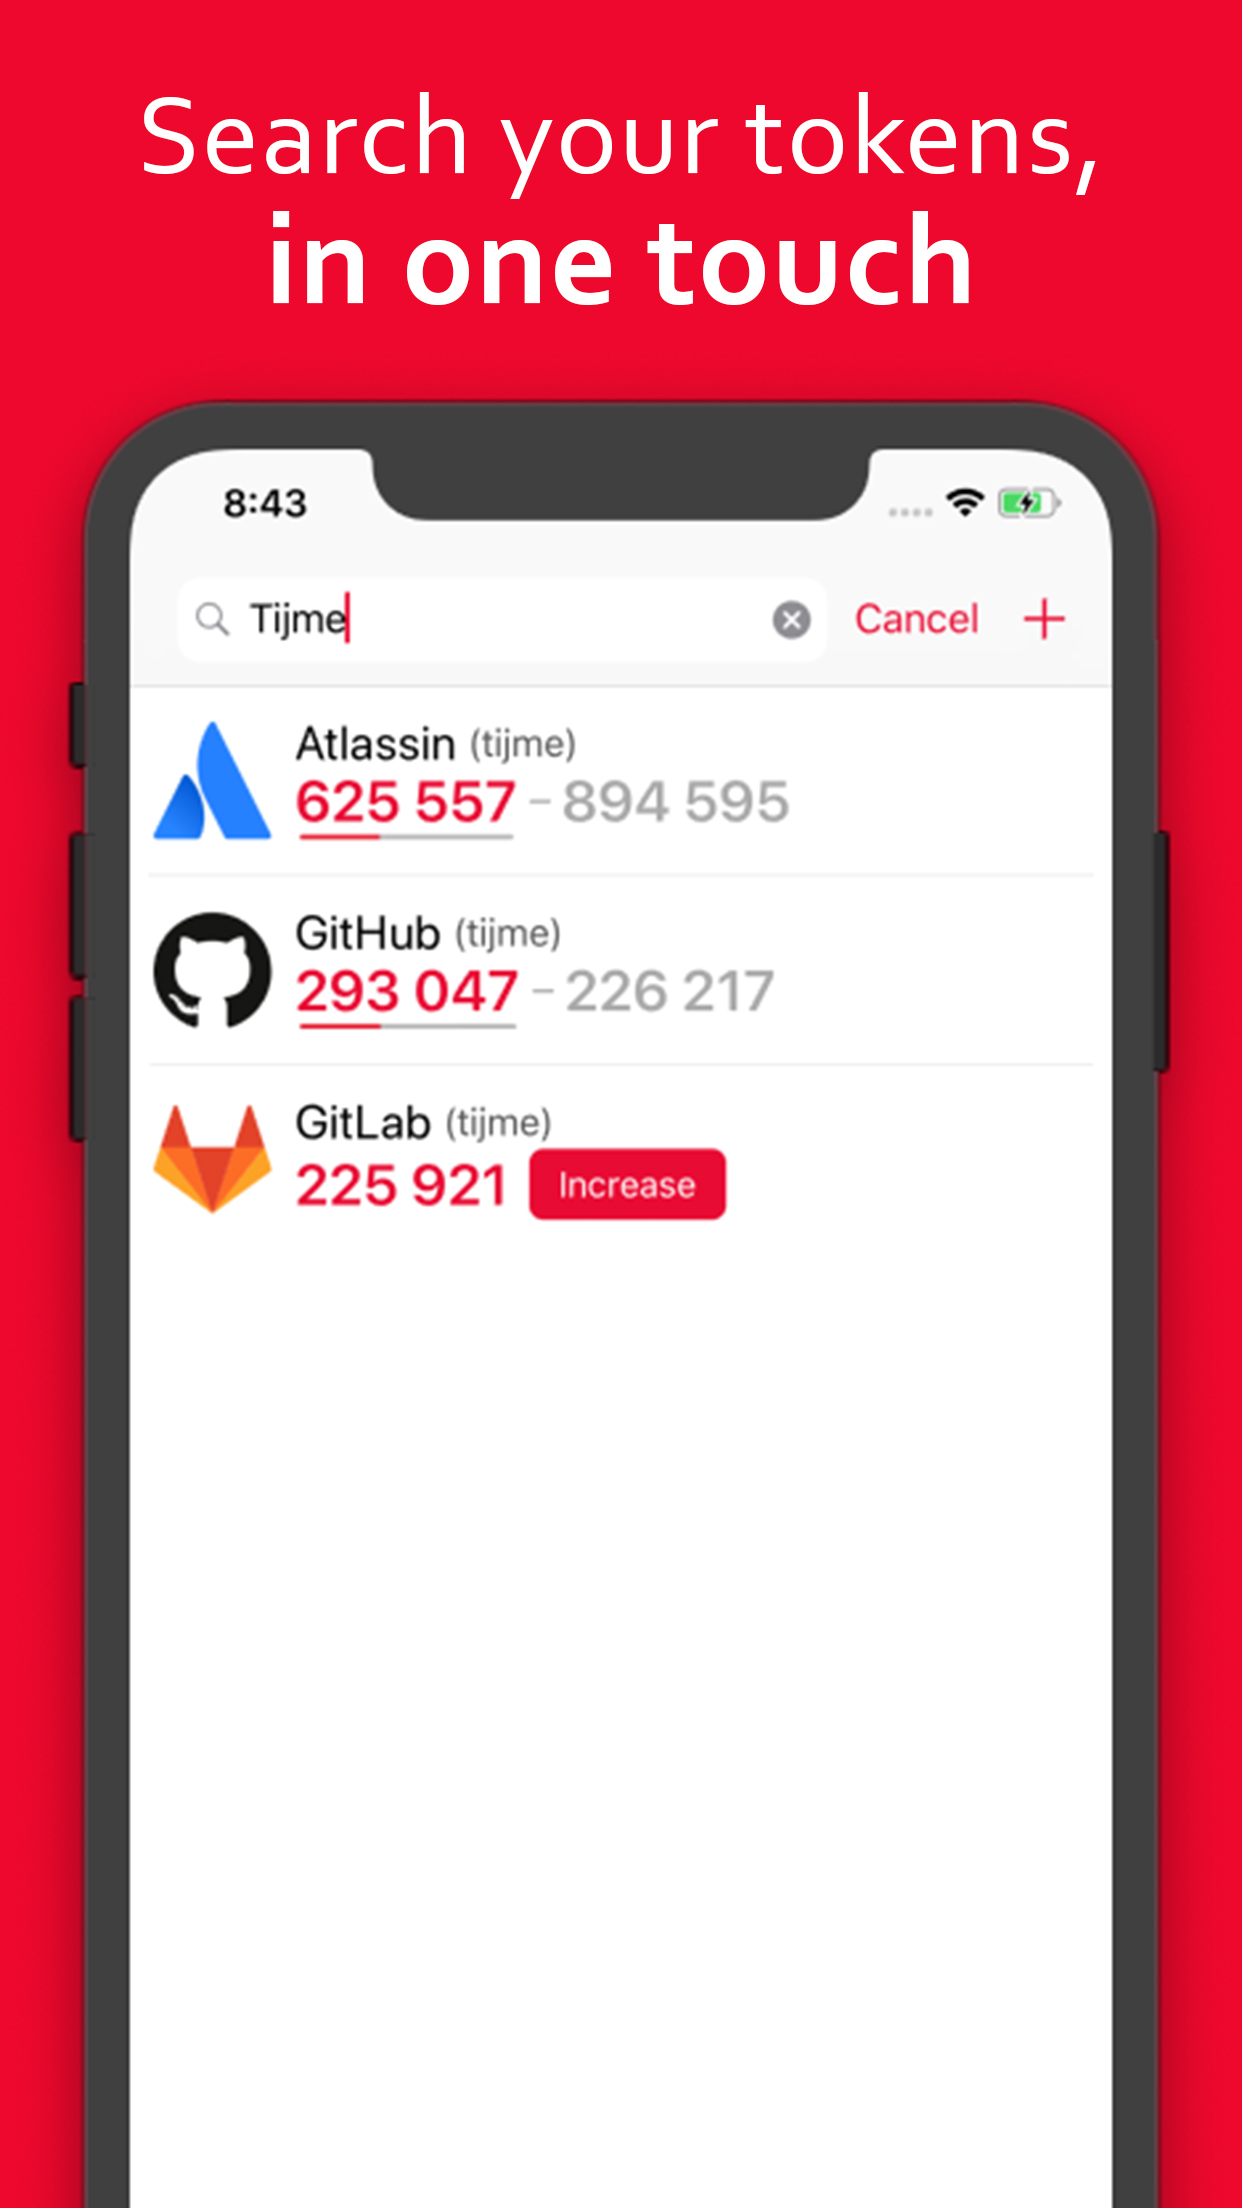 Search your tokens,
in one touch
8:43
Tijme
Cancel
Atlassin (tijme)
625 557 – 894 595
GitHub (tijme)
293 047 – 226 217
GitLab (tijme)
225 921 Increase